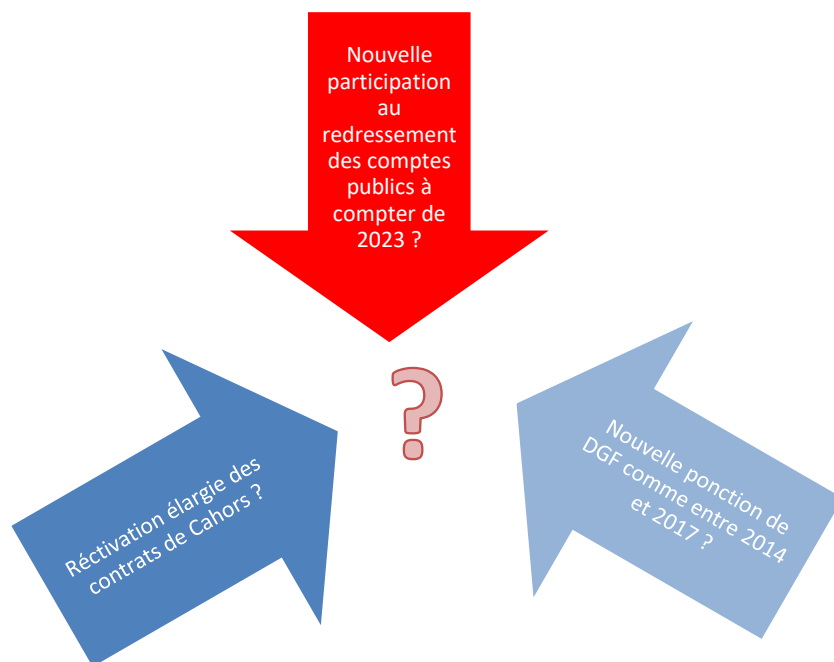 Nouvelle
participation
au
redressement
des comptes
publics à
compter de
2023 ?
?
Réctivation élargie des
contrats de Cahors ?
Nouvelle ponction de
DGF comme entre 2014
et 2017 ?